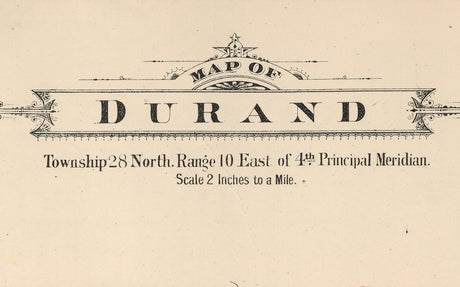 MAP OF
DURAND
Township 28 North. Range 10 East of 4th Principal Meridian.
Scale 2 Inches to a Mile.